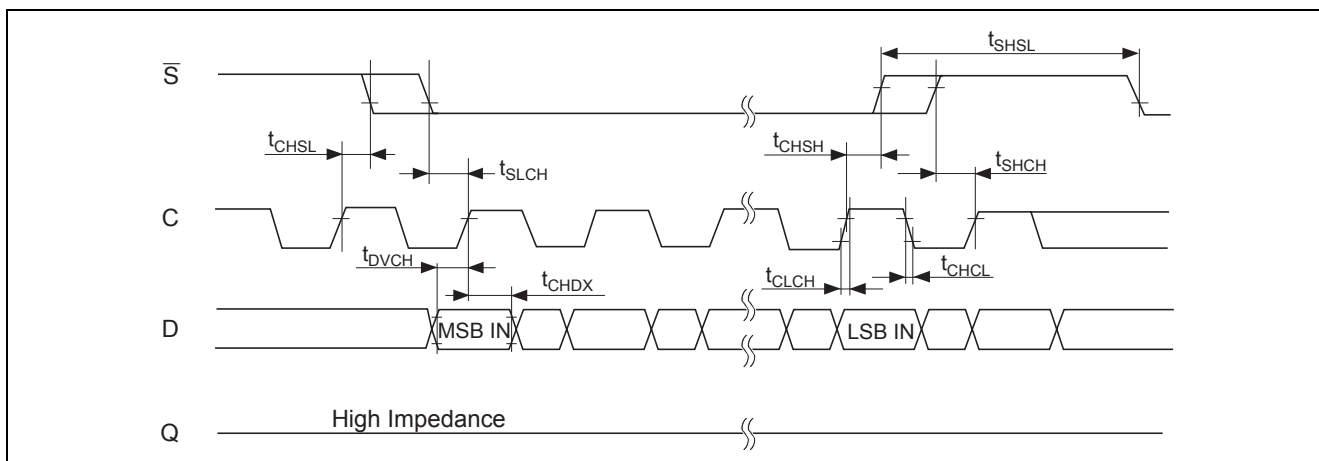 S̅
tSHSL
tCHSL
tSLCH
tCHSH
tSHCH
C
tDVCH
tCHDX
tCLCH
tCHCL
D
MSB IN
LSB IN
High Impedance
Q